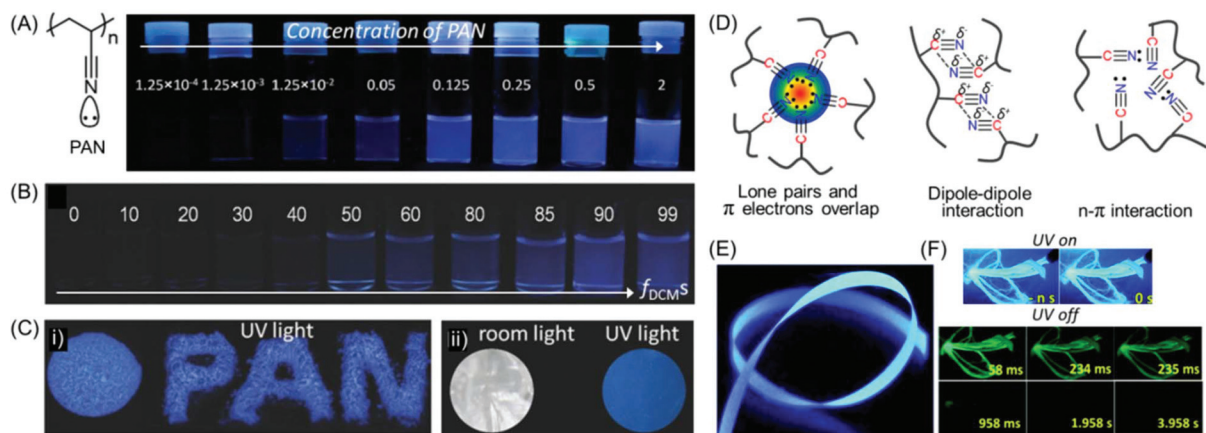 (A)
n
C
N
PAN
Concentration of PAN
1.25×10⁻⁴ 1.25×10⁻³ 1.25×10⁻² 0.05 0.125 0.25 0.5 2
(B)
0 10 20 30 40 50 60 80 85 90 99
fDCMS
(C)
i)
UV light
PAN
ii)
room light UV light
(D)
C N C N C N C N C N
Lone pairs and
π electrons overlap
δ⁺ δ⁻
C≡N
δ⁻ δ⁺
N≡C
δ⁺ δ⁻
C≡N
δ⁻ δ⁺
N≡C
Dipole-dipole
interaction
C≡N C N C N C N C N
n-π interaction
(E)
(F)
UV on
- n s 0 s
UV off
58 ms 234 ms 235 ms
958 ms 1.958 s 3.958 s